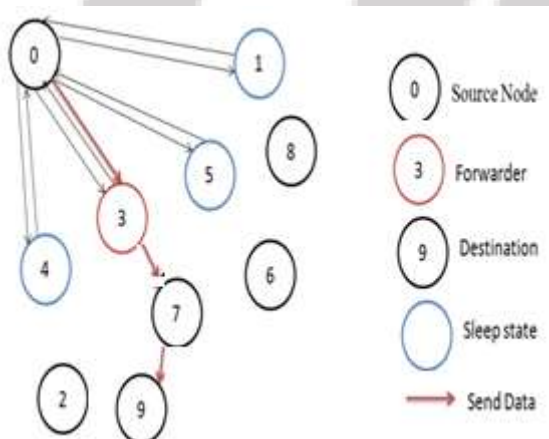 0
1
8
5
3
4
6
7
2
9
0 Source Node
3 Forwarder
9 Destination
Sleep state
Send Data